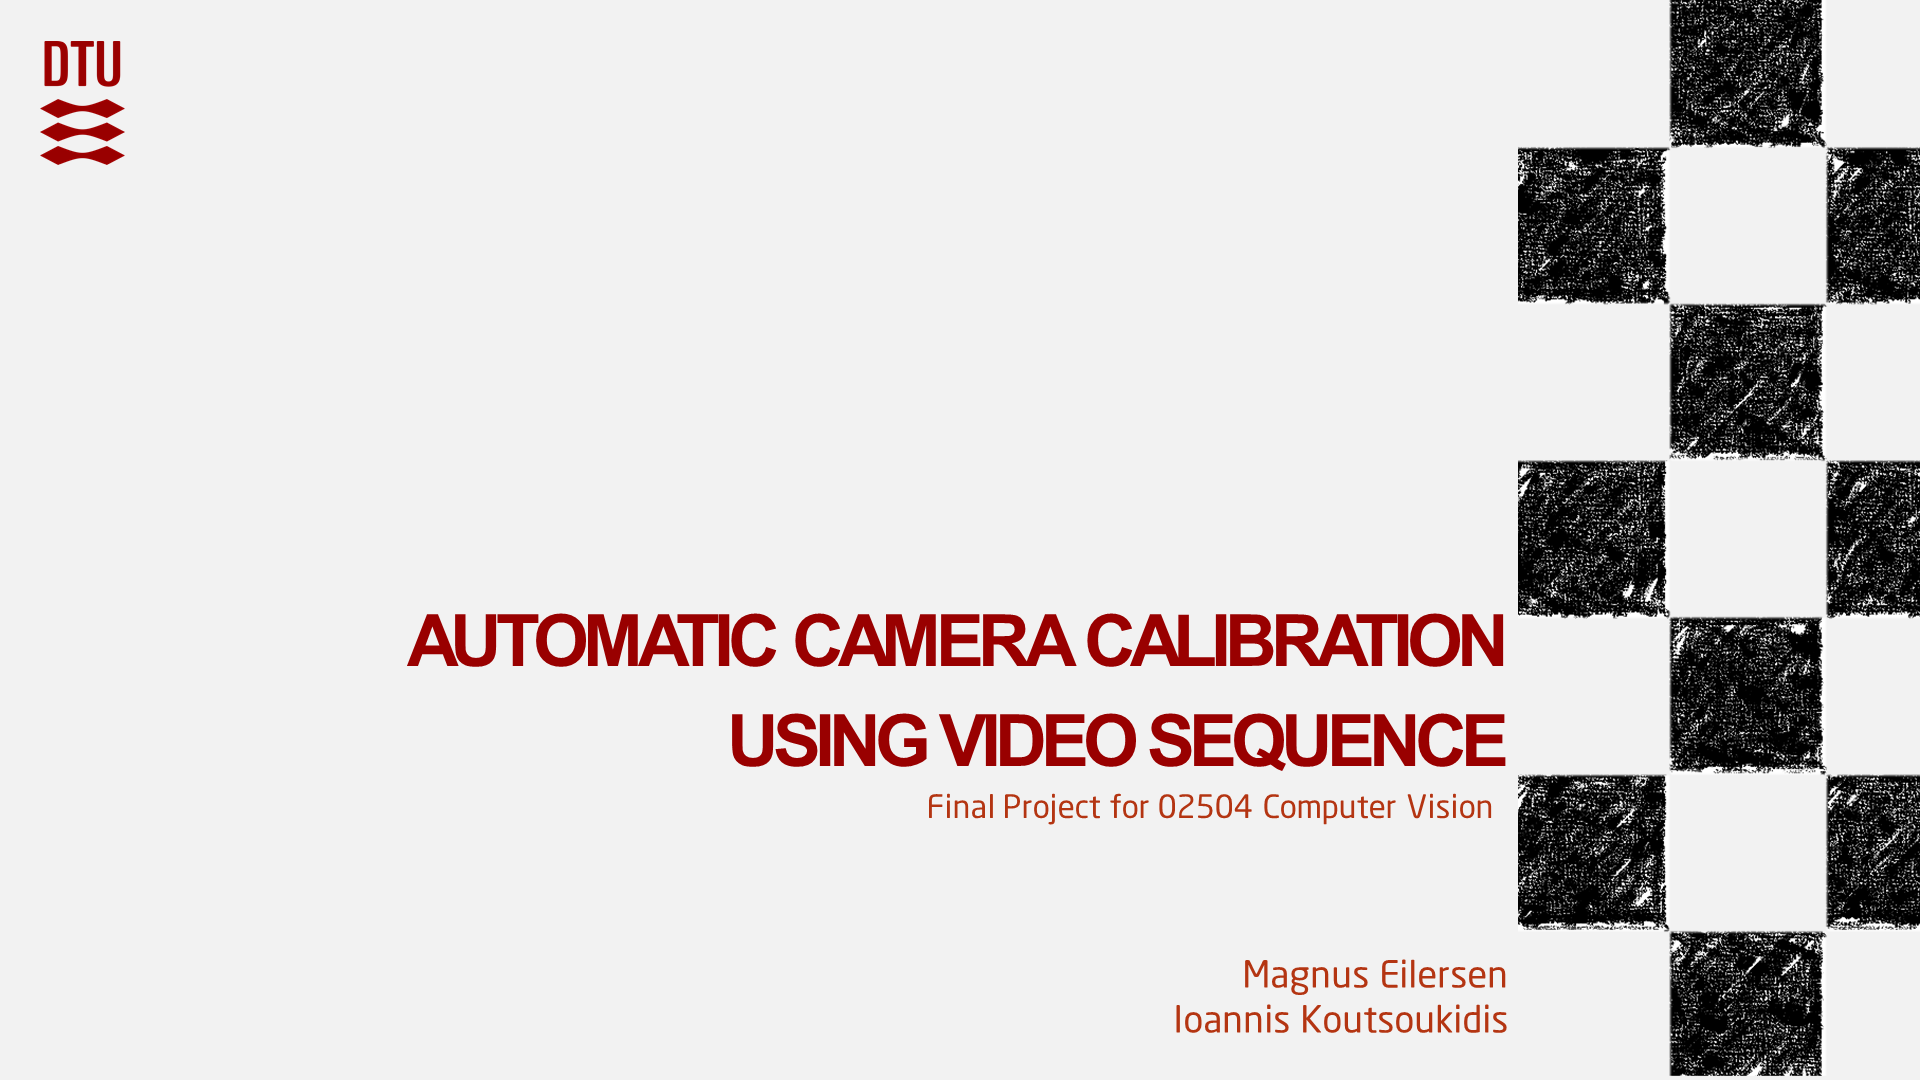 DTU
AUTOMATIC CAMERA CALIBRATION
USING VIDEO SEQUENCE
Final Project for 02504 Computer Vision
Magnus Eilersen
Ioannis Koutsoukidis